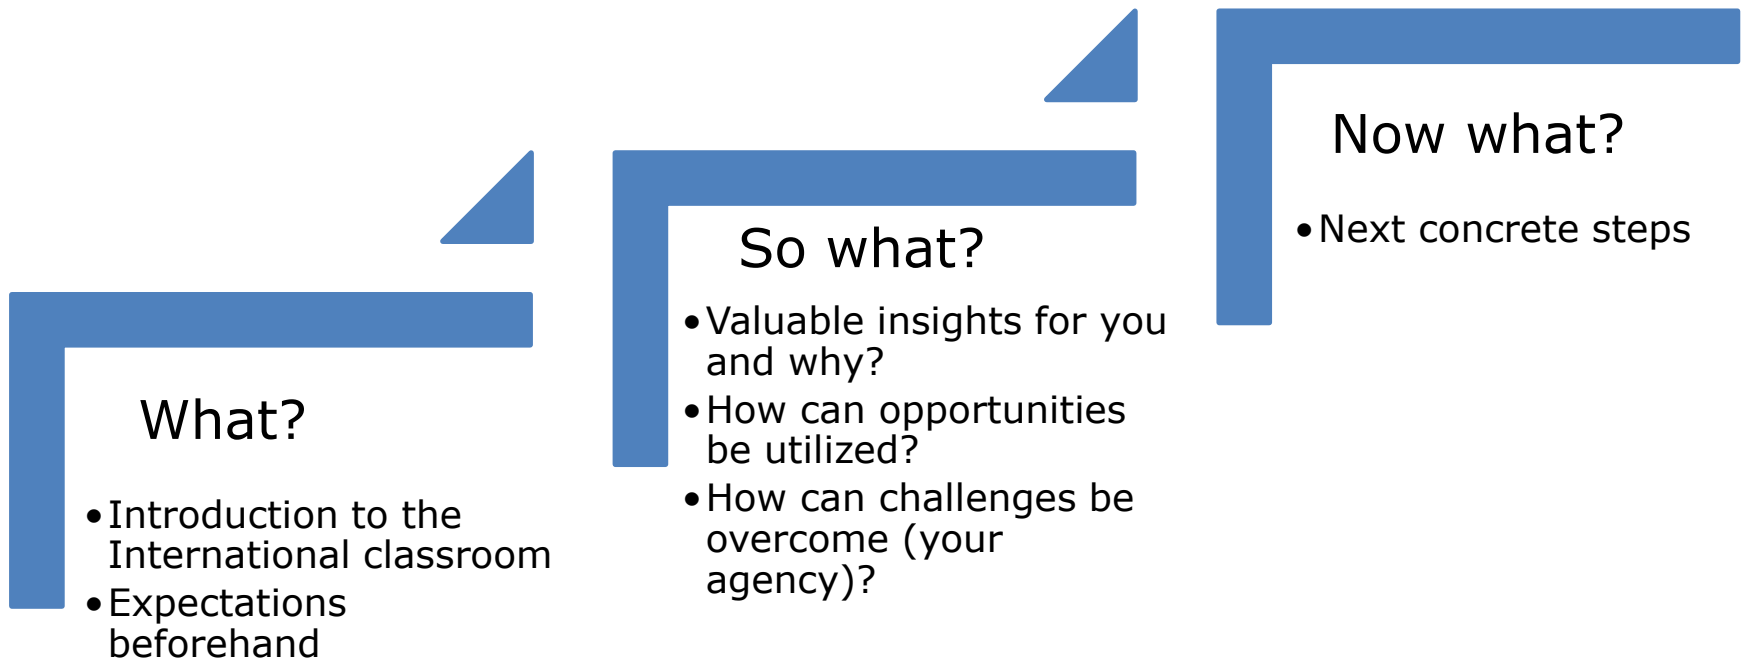 What?
• Introduction to the
International classroom
• Expectations
beforehand
So what?
• Valuable insights for you
and why?
• How can opportunities
be utilized?
• How can challenges be
overcome (your
agency)?
Now what?
• Next concrete steps